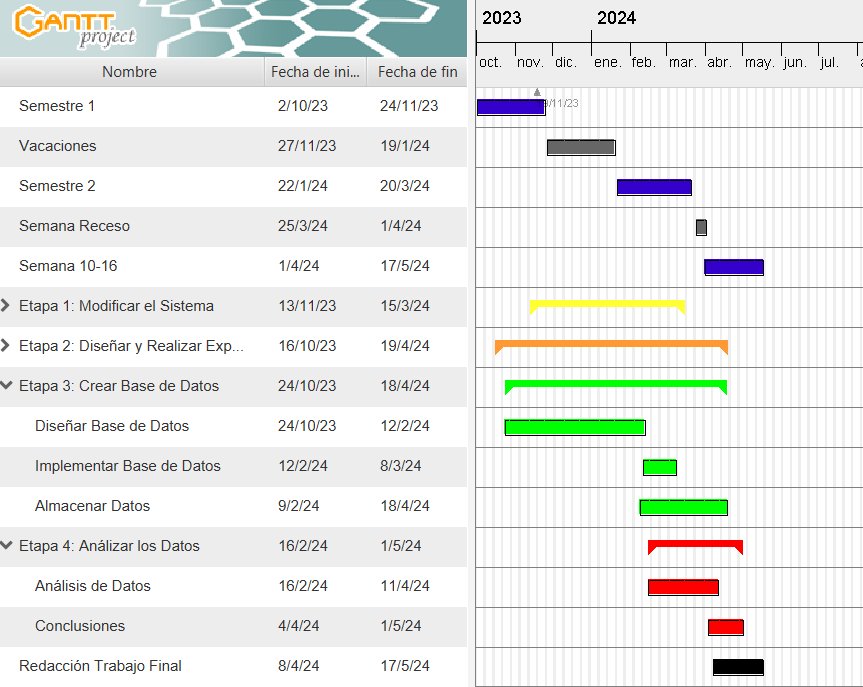 GANTT project
2023 2024
Nombre Fecha de ini... Fecha de fin oct. nov. dic. ene. feb. mar. abr. may. jun. jul.
Semestre 1 2/10/23 24/11/23
/11/23
Vacaciones 27/11/23 19/1/24
Semestre 2 22/1/24 20/3/24
Semana Receso 25/3/24 1/4/24
Semana 10-16 1/4/24 17/5/24
Etapa 1: Modificar el Sistema 13/11/23 15/3/24
Etapa 2: Diseñar y Realizar Exp... 16/10/23 19/4/24
Etapa 3: Crear Base de Datos 24/10/23 18/4/24
Diseñar Base de Datos 24/10/23 12/2/24
Implementar Base de Datos 12/2/24 8/3/24
Almacenar Datos 9/2/24 18/4/24
Etapa 4: Análizar los Datos 16/2/24 1/5/24
Análisis de Datos 16/2/24 11/4/24
Conclusiones 4/4/24 1/5/24
Redacción Trabajo Final 8/4/24 17/5/24